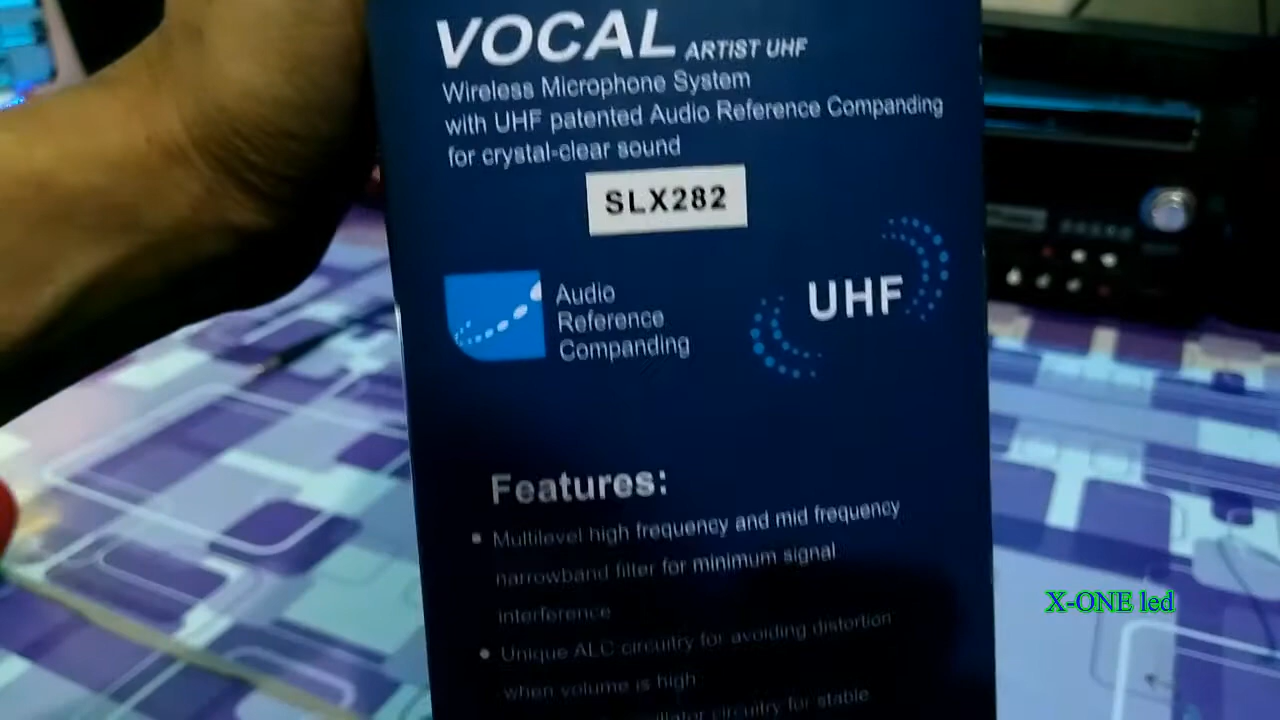 VOCAL ARTIST UHF
Wireless Microphone System
with UHF patented Audio Reference Companding
for crystal-clear sound
SLX282
Audio
Reference
Companding
UHF
Features:
• Multilevel high frequency and mid frequency
narrowband filter for minimum signal
interference
• Unique ALC circuitry for avoiding distortion
when volume is high
circuitry for stable
X-ONE led